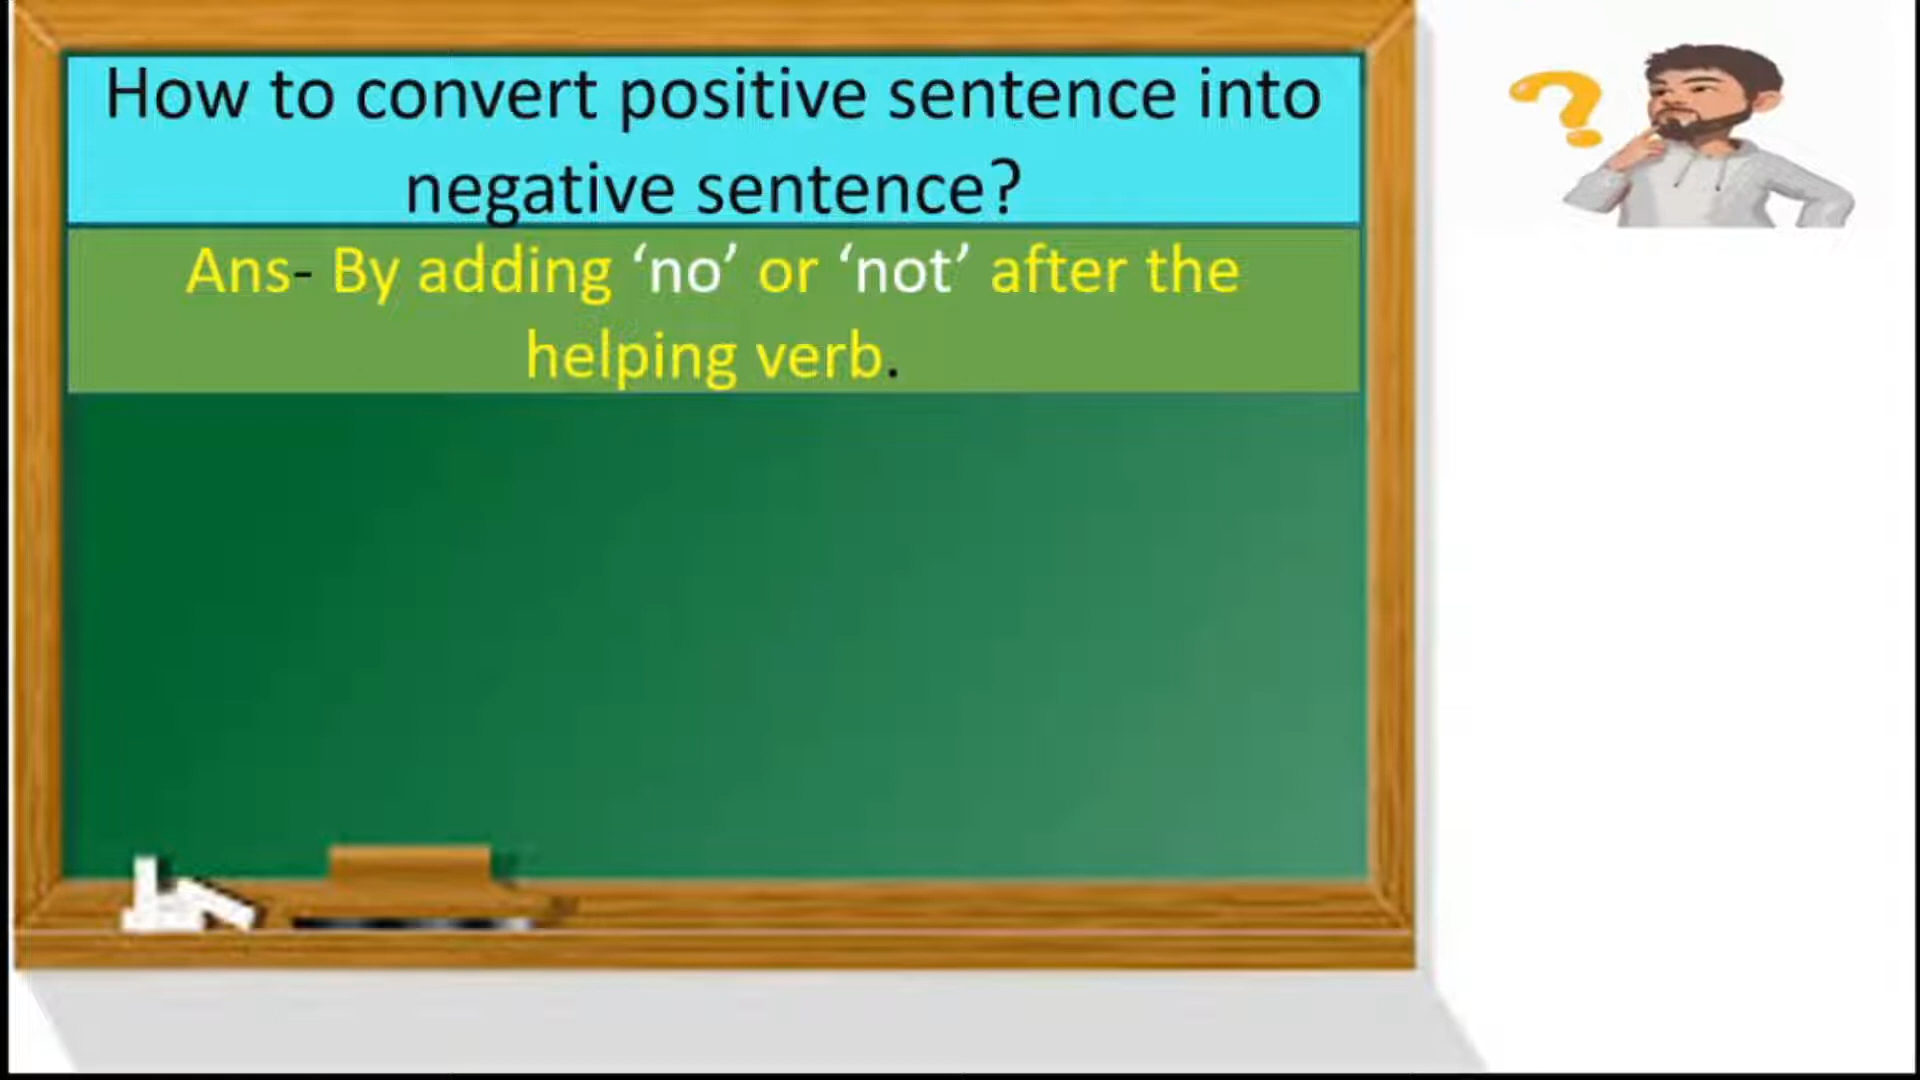 How to convert positive sentence into
negative sentence?
Ans- By adding ‘no’ or ‘not’ after the
helping verb.